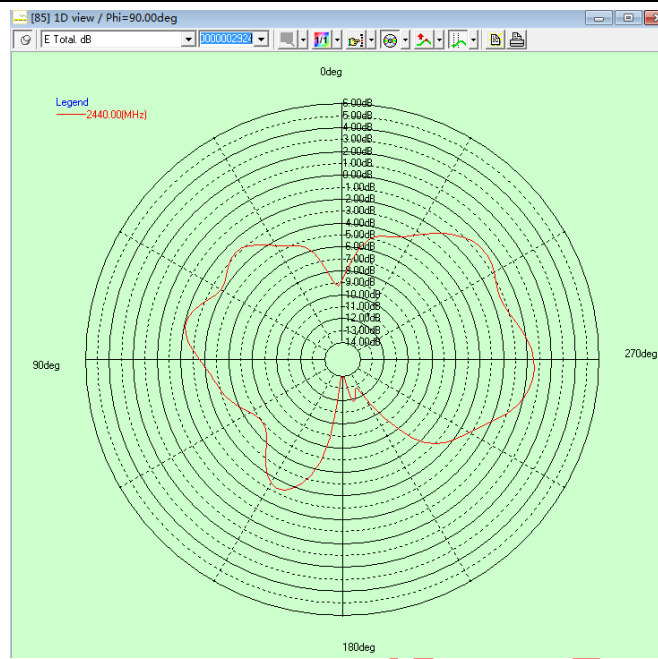 [85] 1D view / Phi=90.00deg
E Total. dB
0000002924
1/1
0deg
Legend
2440.00(MHz)
6.00dB
5.00dB
4.00dB
3.00dB
2.00dB
1.00dB
0.00dB
-1.00dB
-2.00dB
-3.00dB
-4.00dB
-5.00dB
-6.00dB
-7.00dB
-8.00dB
-9.00dB
-10.00dB
-11.00dB
-12.00dB
-13.00dB
-14.00dB
90deg
270deg
180deg